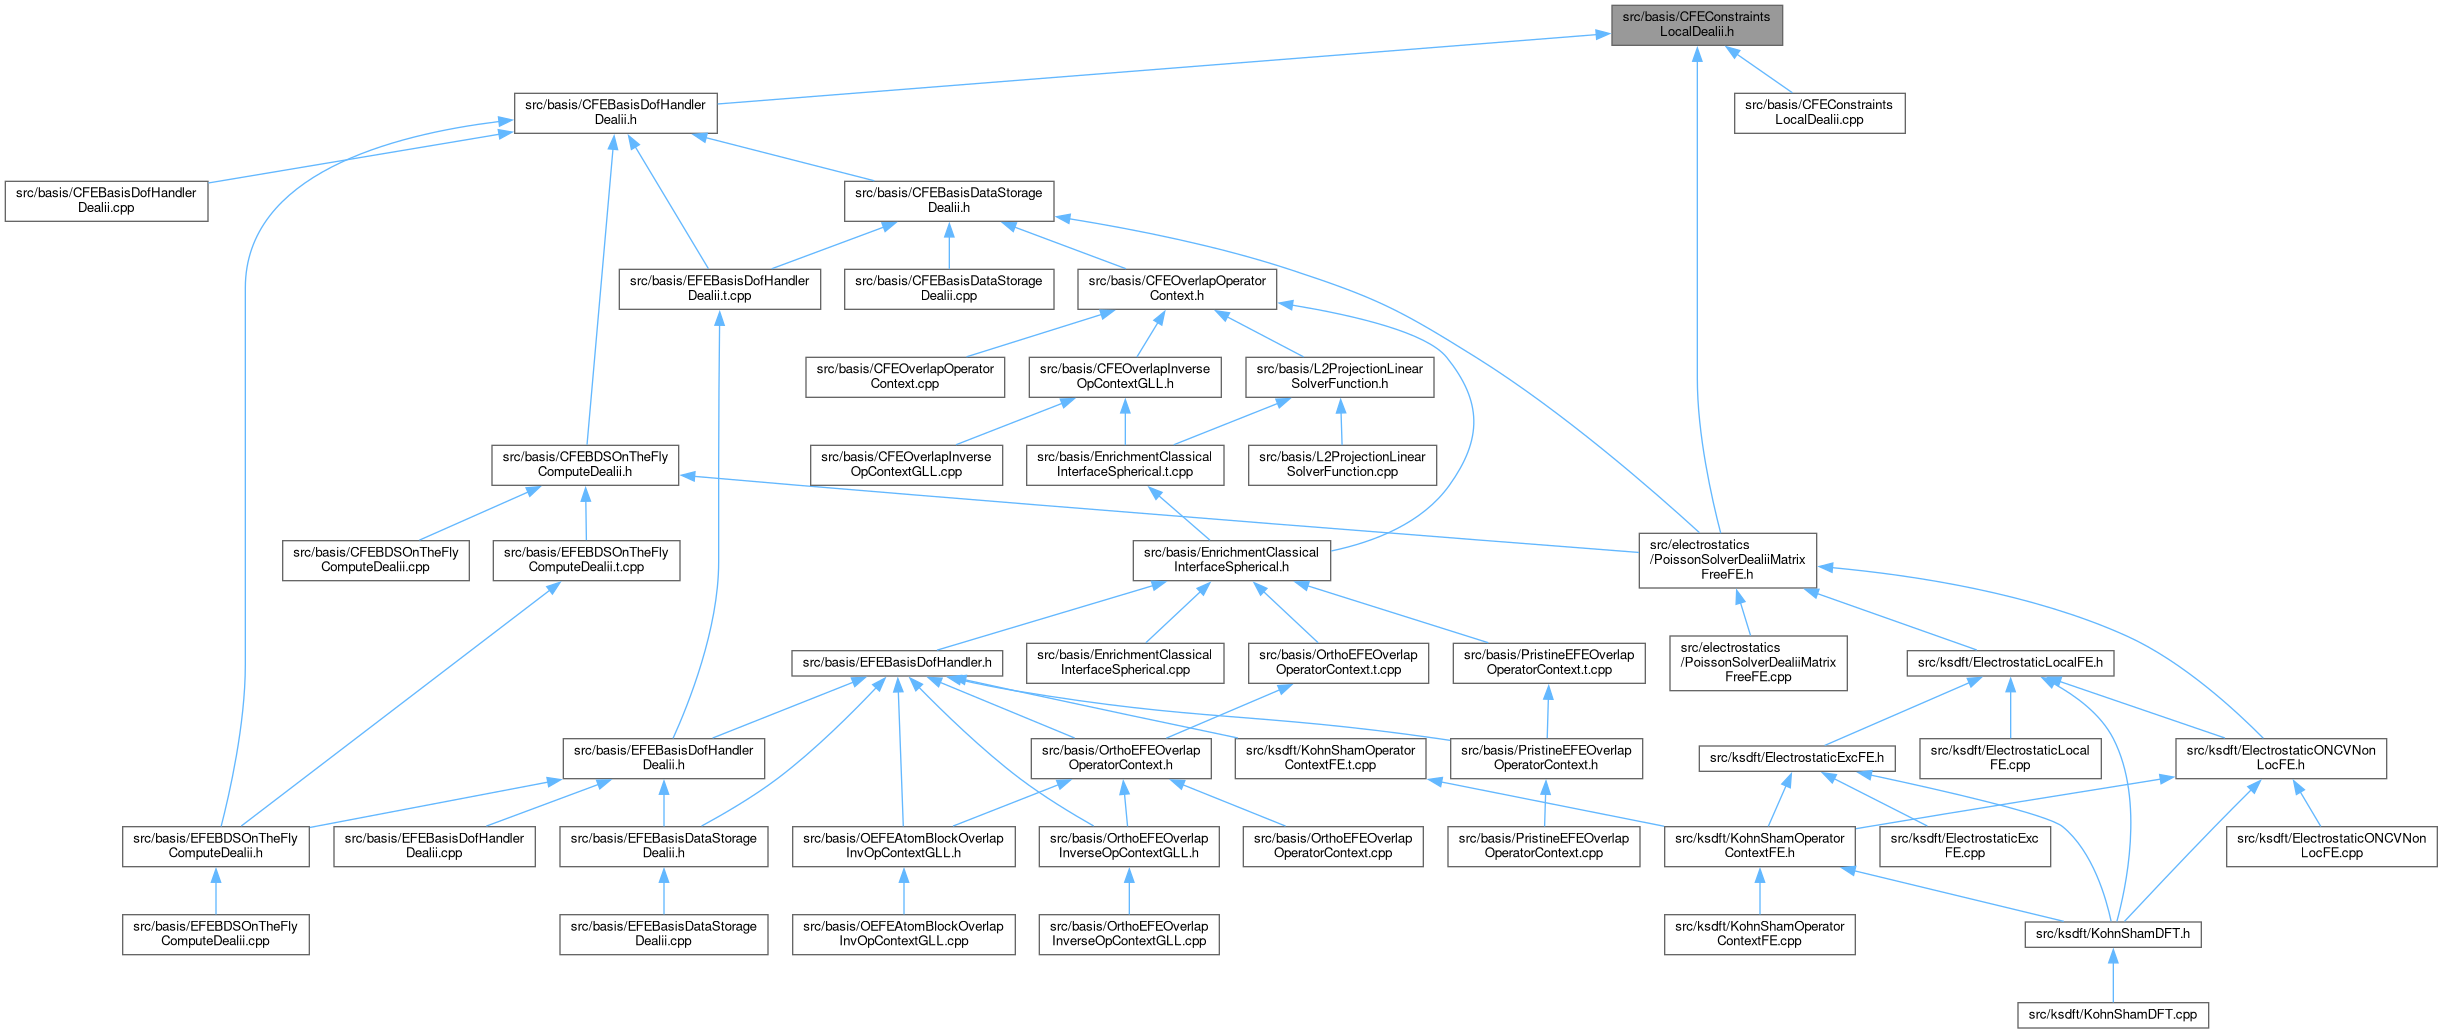 src/basis/CFEConstraints
LocalDealii.h
src/basis/CFEBasisDofHandler
Dealii.h
src/basis/CFEConstraints
LocalDealii.cpp
src/basis/CFEBasisDofHandler
Dealii.cpp
src/basis/CFEBasisDataStorage
Dealii.h
src/basis/EFEBasisDofHandler
Dealii.t.cpp
src/basis/CFEBasisDataStorage
Dealii.cpp
src/basis/CFEOverlapOperator
Context.h
src/basis/CFEOverlapOperator
Context.cpp
src/basis/CFEOverlapInverse
OpContextGLL.h
src/basis/L2ProjectionLinear
SolverFunction.h
src/basis/CFEBDSOnTheFly
ComputeDealii.h
src/basis/CFEOverlapInverse
OpContextGLL.cpp
src/basis/EnrichmentClassical
InterfaceSpherical.t.cpp
src/basis/L2ProjectionLinear
SolverFunction.cpp
src/basis/CFEBDSOnTheFly
ComputeDealii.cpp
src/basis/EFEBDSOnTheFly
ComputeDealii.t.cpp
src/basis/EnrichmentClassical
InterfaceSpherical.h
src/electrostatics
/PoissonSolverDealiiMatrix
FreeFE.h
src/basis/EFEBasisDofHandler.h
src/basis/EnrichmentClassical
InterfaceSpherical.cpp
src/basis/OrthoEFEOverlap
OperatorContext.t.cpp
src/basis/PristineEFEOverlap
OperatorContext.t.cpp
src/electrostatics
/PoissonSolverDealiiMatrix
FreeFE.cpp
src/ksdft/ElectrostaticLocalFE.h
src/basis/EFEBasisDofHandler
Dealii.h
src/basis/OrthoEFEOverlap
OperatorContext.h
src/ksdft/KohnShamOperator
ContextFE.t.cpp
src/basis/PristineEFEOverlap
OperatorContext.h
src/ksdft/ElectrostaticExcFE.h
src/ksdft/ElectrostaticLocal
FE.cpp
src/ksdft/ElectrostaticONCVNon
LocFE.h
src/basis/EFEBDSOnTheFly
ComputeDealii.h
src/basis/EFEBasisDofHandler
Dealii.cpp
src/basis/EFEBasisDataStorage
Dealii.h
src/basis/OEFEAtomBlockOverlap
InvOpContextGLL.h
src/basis/OrthoEFEOverlap
InverseOpContextGLL.h
src/basis/OrthoEFEOverlap
OperatorContext.cpp
src/basis/PristineEFEOverlap
OperatorContext.cpp
src/ksdft/KohnShamOperator
ContextFE.h
src/ksdft/ElectrostaticExc
FE.cpp
src/ksdft/ElectrostaticONCVNon
LocFE.cpp
src/basis/EFEBDSOnTheFly
ComputeDealii.cpp
src/basis/EFEBasisDataStorage
Dealii.cpp
src/basis/OEFEAtomBlockOverlap
InvOpContextGLL.cpp
src/basis/OrthoEFEOverlap
InverseOpContextGLL.cpp
src/ksdft/KohnShamOperator
ContextFE.cpp
src/ksdft/KohnShamDFT.h
src/ksdft/KohnShamDFT.cpp